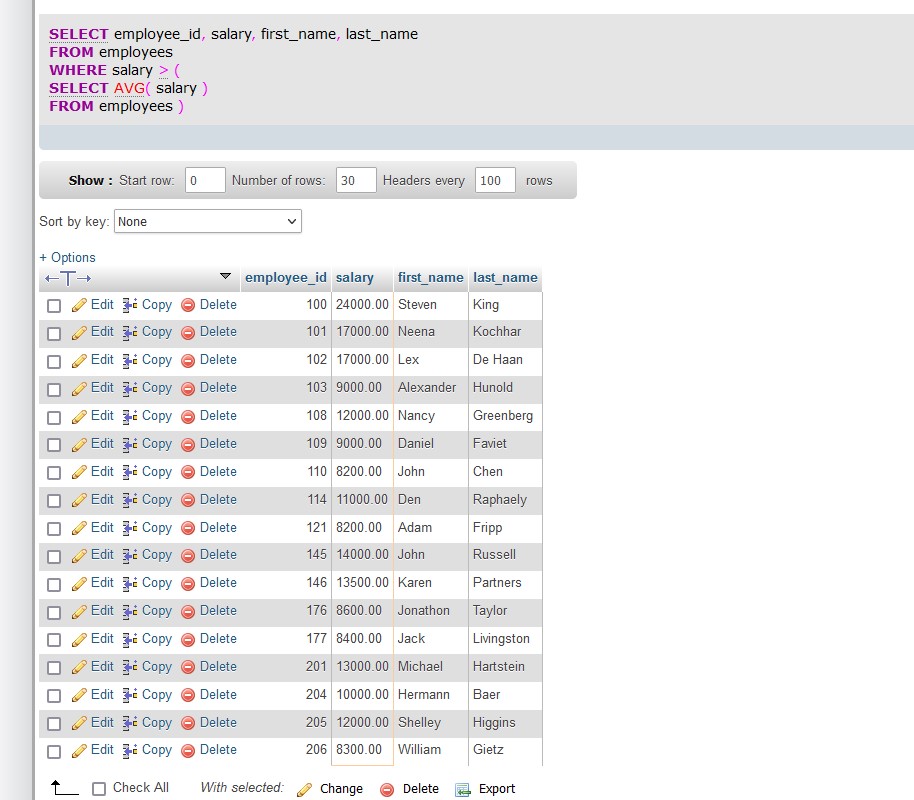 SELECT employee_id, salary, first_name, last_name
FROM employees
WHERE salary > (
SELECT AVG( salary )
FROM employees )
Show : Start row: 0 Number of rows: 30 Headers every 100 rows
Sort by key: None
+ Options
←T→ employee_id salary first_name last_name
Edit Copy Delete 100 24000.00 Steven King
Edit Copy Delete 101 17000.00 Neena Kochhar
Edit Copy Delete 102 17000.00 Lex De Haan
Edit Copy Delete 103 9000.00 Alexander Hunold
Edit Copy Delete 108 12000.00 Nancy Greenberg
Edit Copy Delete 109 9000.00 Daniel Faviet
Edit Copy Delete 110 8200.00 John Chen
Edit Copy Delete 114 11000.00 Den Raphaely
Edit Copy Delete 121 8200.00 Adam Fripp
Edit Copy Delete 145 14000.00 John Russell
Edit Copy Delete 146 13500.00 Karen Partners
Edit Copy Delete 176 8600.00 Jonathon Taylor
Edit Copy Delete 177 8400.00 Jack Livingston
Edit Copy Delete 201 13000.00 Michael Hartstein
Edit Copy Delete 204 10000.00 Hermann Baer
Edit Copy Delete 205 12000.00 Shelley Higgins
Edit Copy Delete 206 8300.00 William Gietz
Check All With selected: Change Delete Export